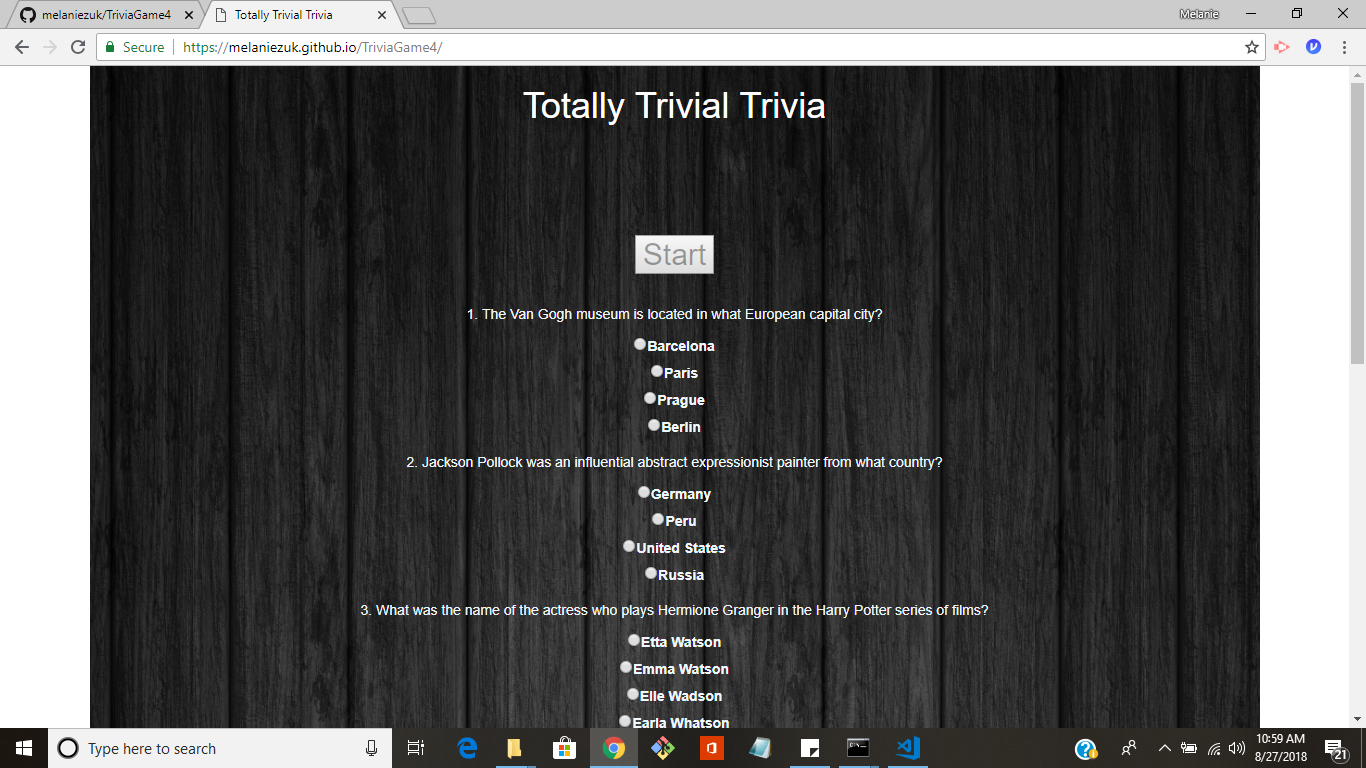 melaniezuk/TriviaGame4
Totally Trivial Trivia
Melanie
Secure
https://melaniezuk.github.io/TriviaGame4/
Totally Trivial Trivia
Start
1. The Van Gogh museum is located in what European capital city?
Barcelona
Paris
Prague
Berlin
2. Jackson Pollock was an influential abstract expressionist painter from what country?
Germany
Peru
United States
Russia
3. What was the name of the actress who plays Hermione Granger in the Harry Potter series of films?
Etta Watson
Emma Watson
Elle Wadson
Earla Whatson
Type here to search
10:59 AM
8/27/2018
21